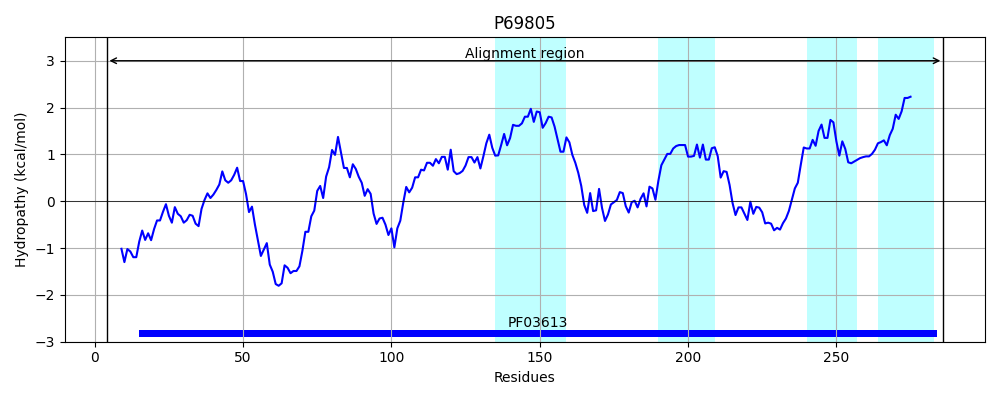 P69805
Alignment region
Hydropathy (kcal/mol)
3
2
1
0
−1
−2
−3
PF03613
0 50 100 150 200 250
Residues